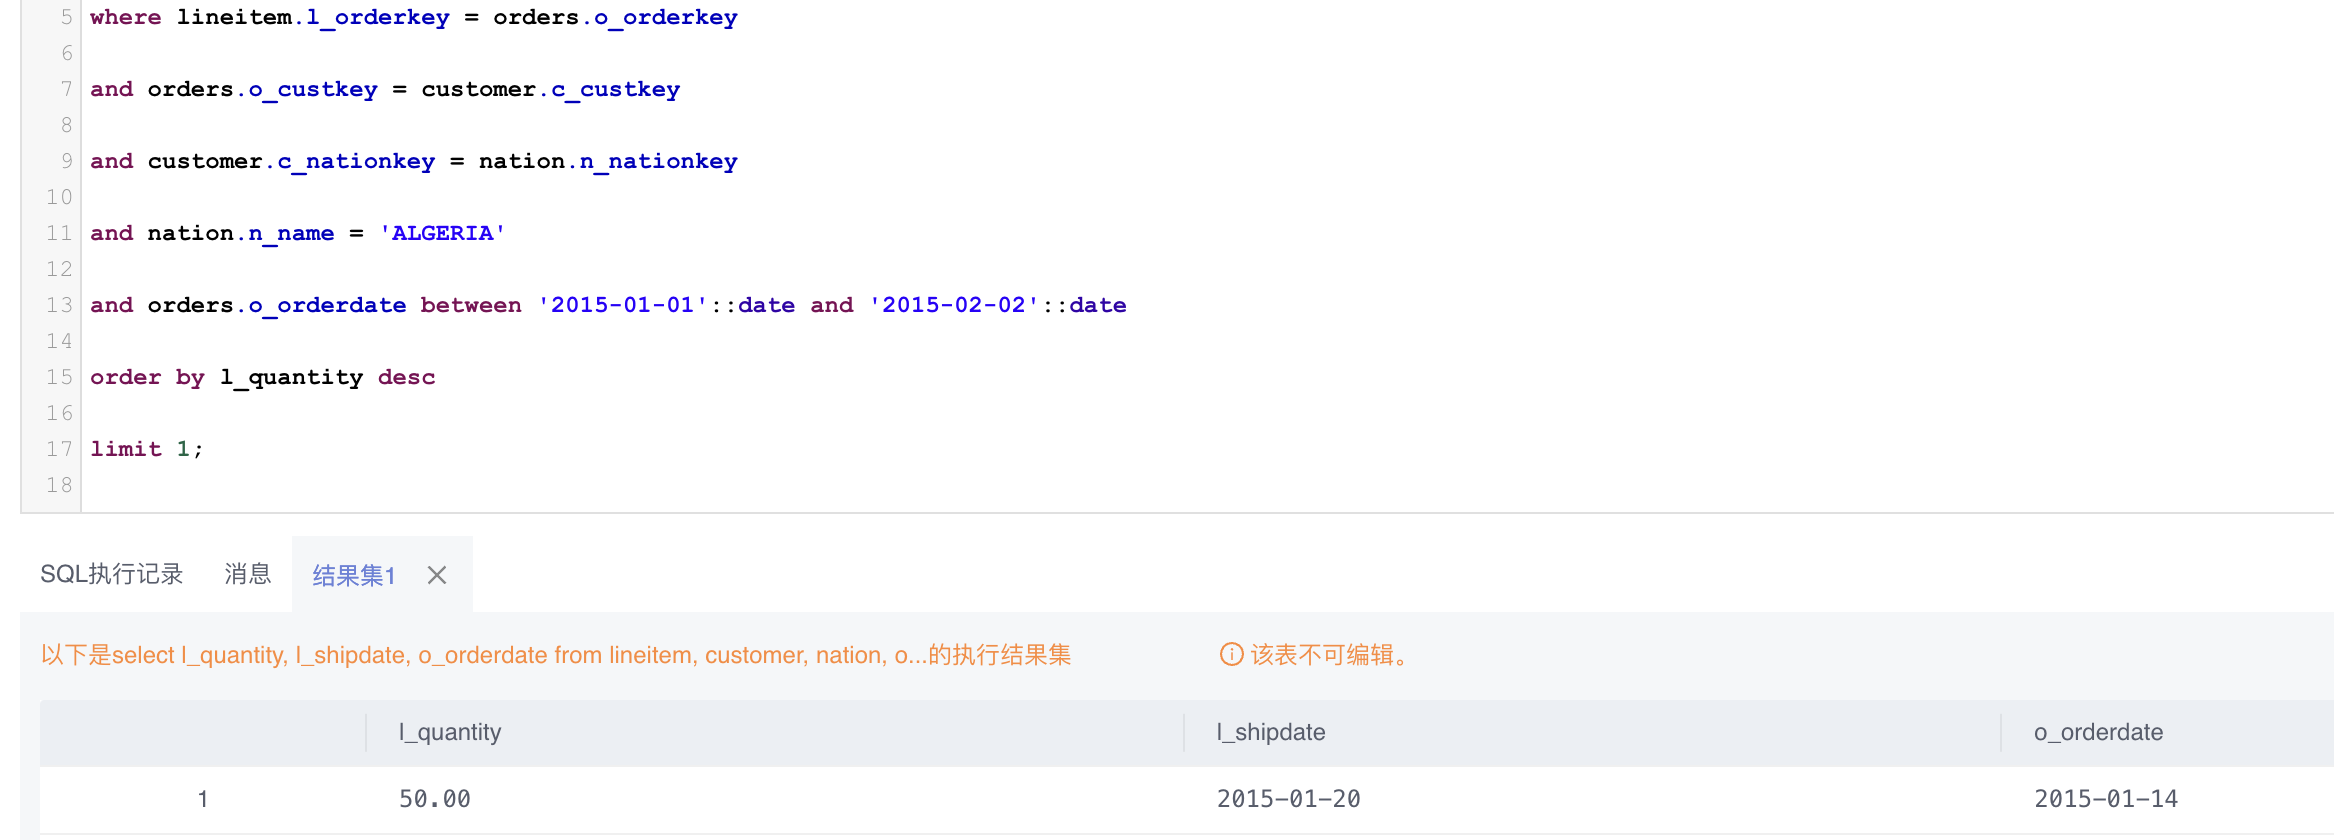 5 where lineitem.l_orderkey = orders.o_orderkey
6
7 and orders.o_custkey = customer.c_custkey
8
9 and customer.c_nationkey = nation.n_nationkey
10
11 and nation.n_name = 'ALGERIA'
12
13 and orders.o_orderdate between '2015-01-01'::date and '2015-02-02'::date
14
15 order by l_quantity desc
16
17 limit 1;
18
SQL执行记录 消息 结果集1
以下是select l_quantity, l_shipdate, o_orderdate from lineitem, customer, nation, o...的执行结果集 该表不可编辑。
l_quantity l_shipdate o_orderdate
1 50.00 2015-01-20 2015-01-14